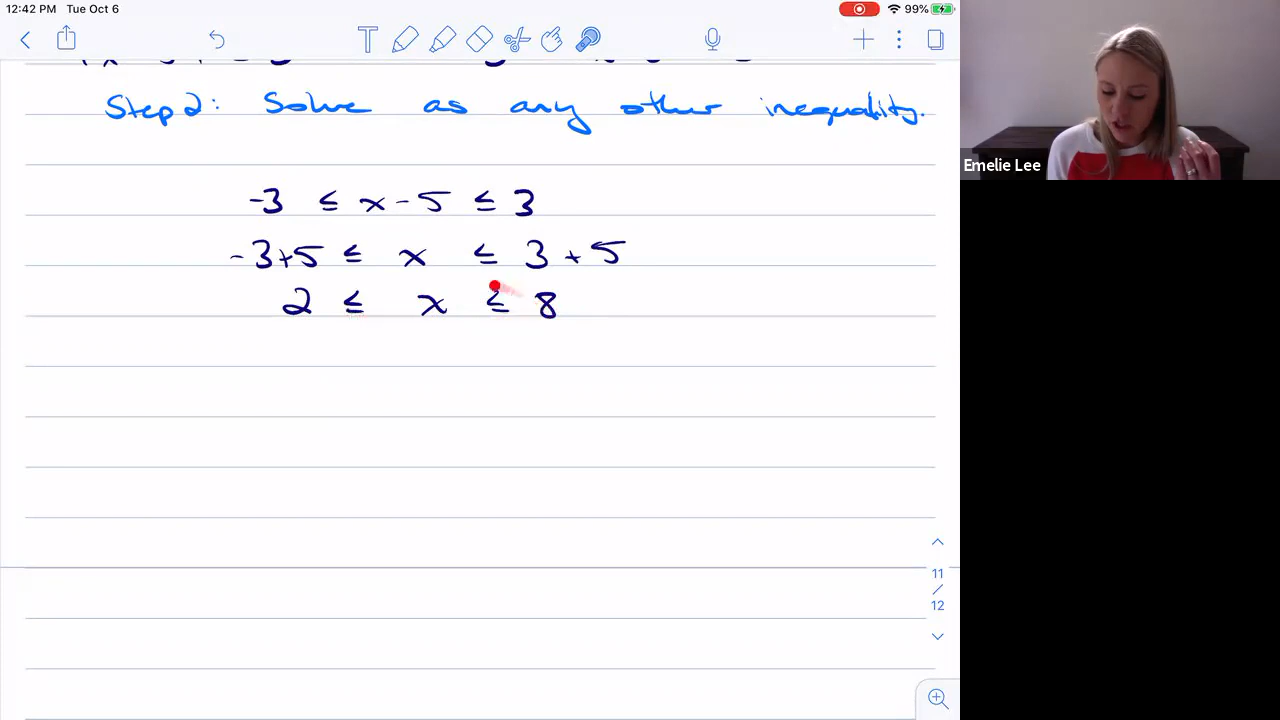 12:42 PM Tue Oct 6
99%
Step 2: Solve as any other inequality.
Emelie Lee
-3 ≤ x - 5 ≤ 3
-3+5 ≤ x ≤ 3 + 5
2 ≤ x ≤ 8
11
/
12